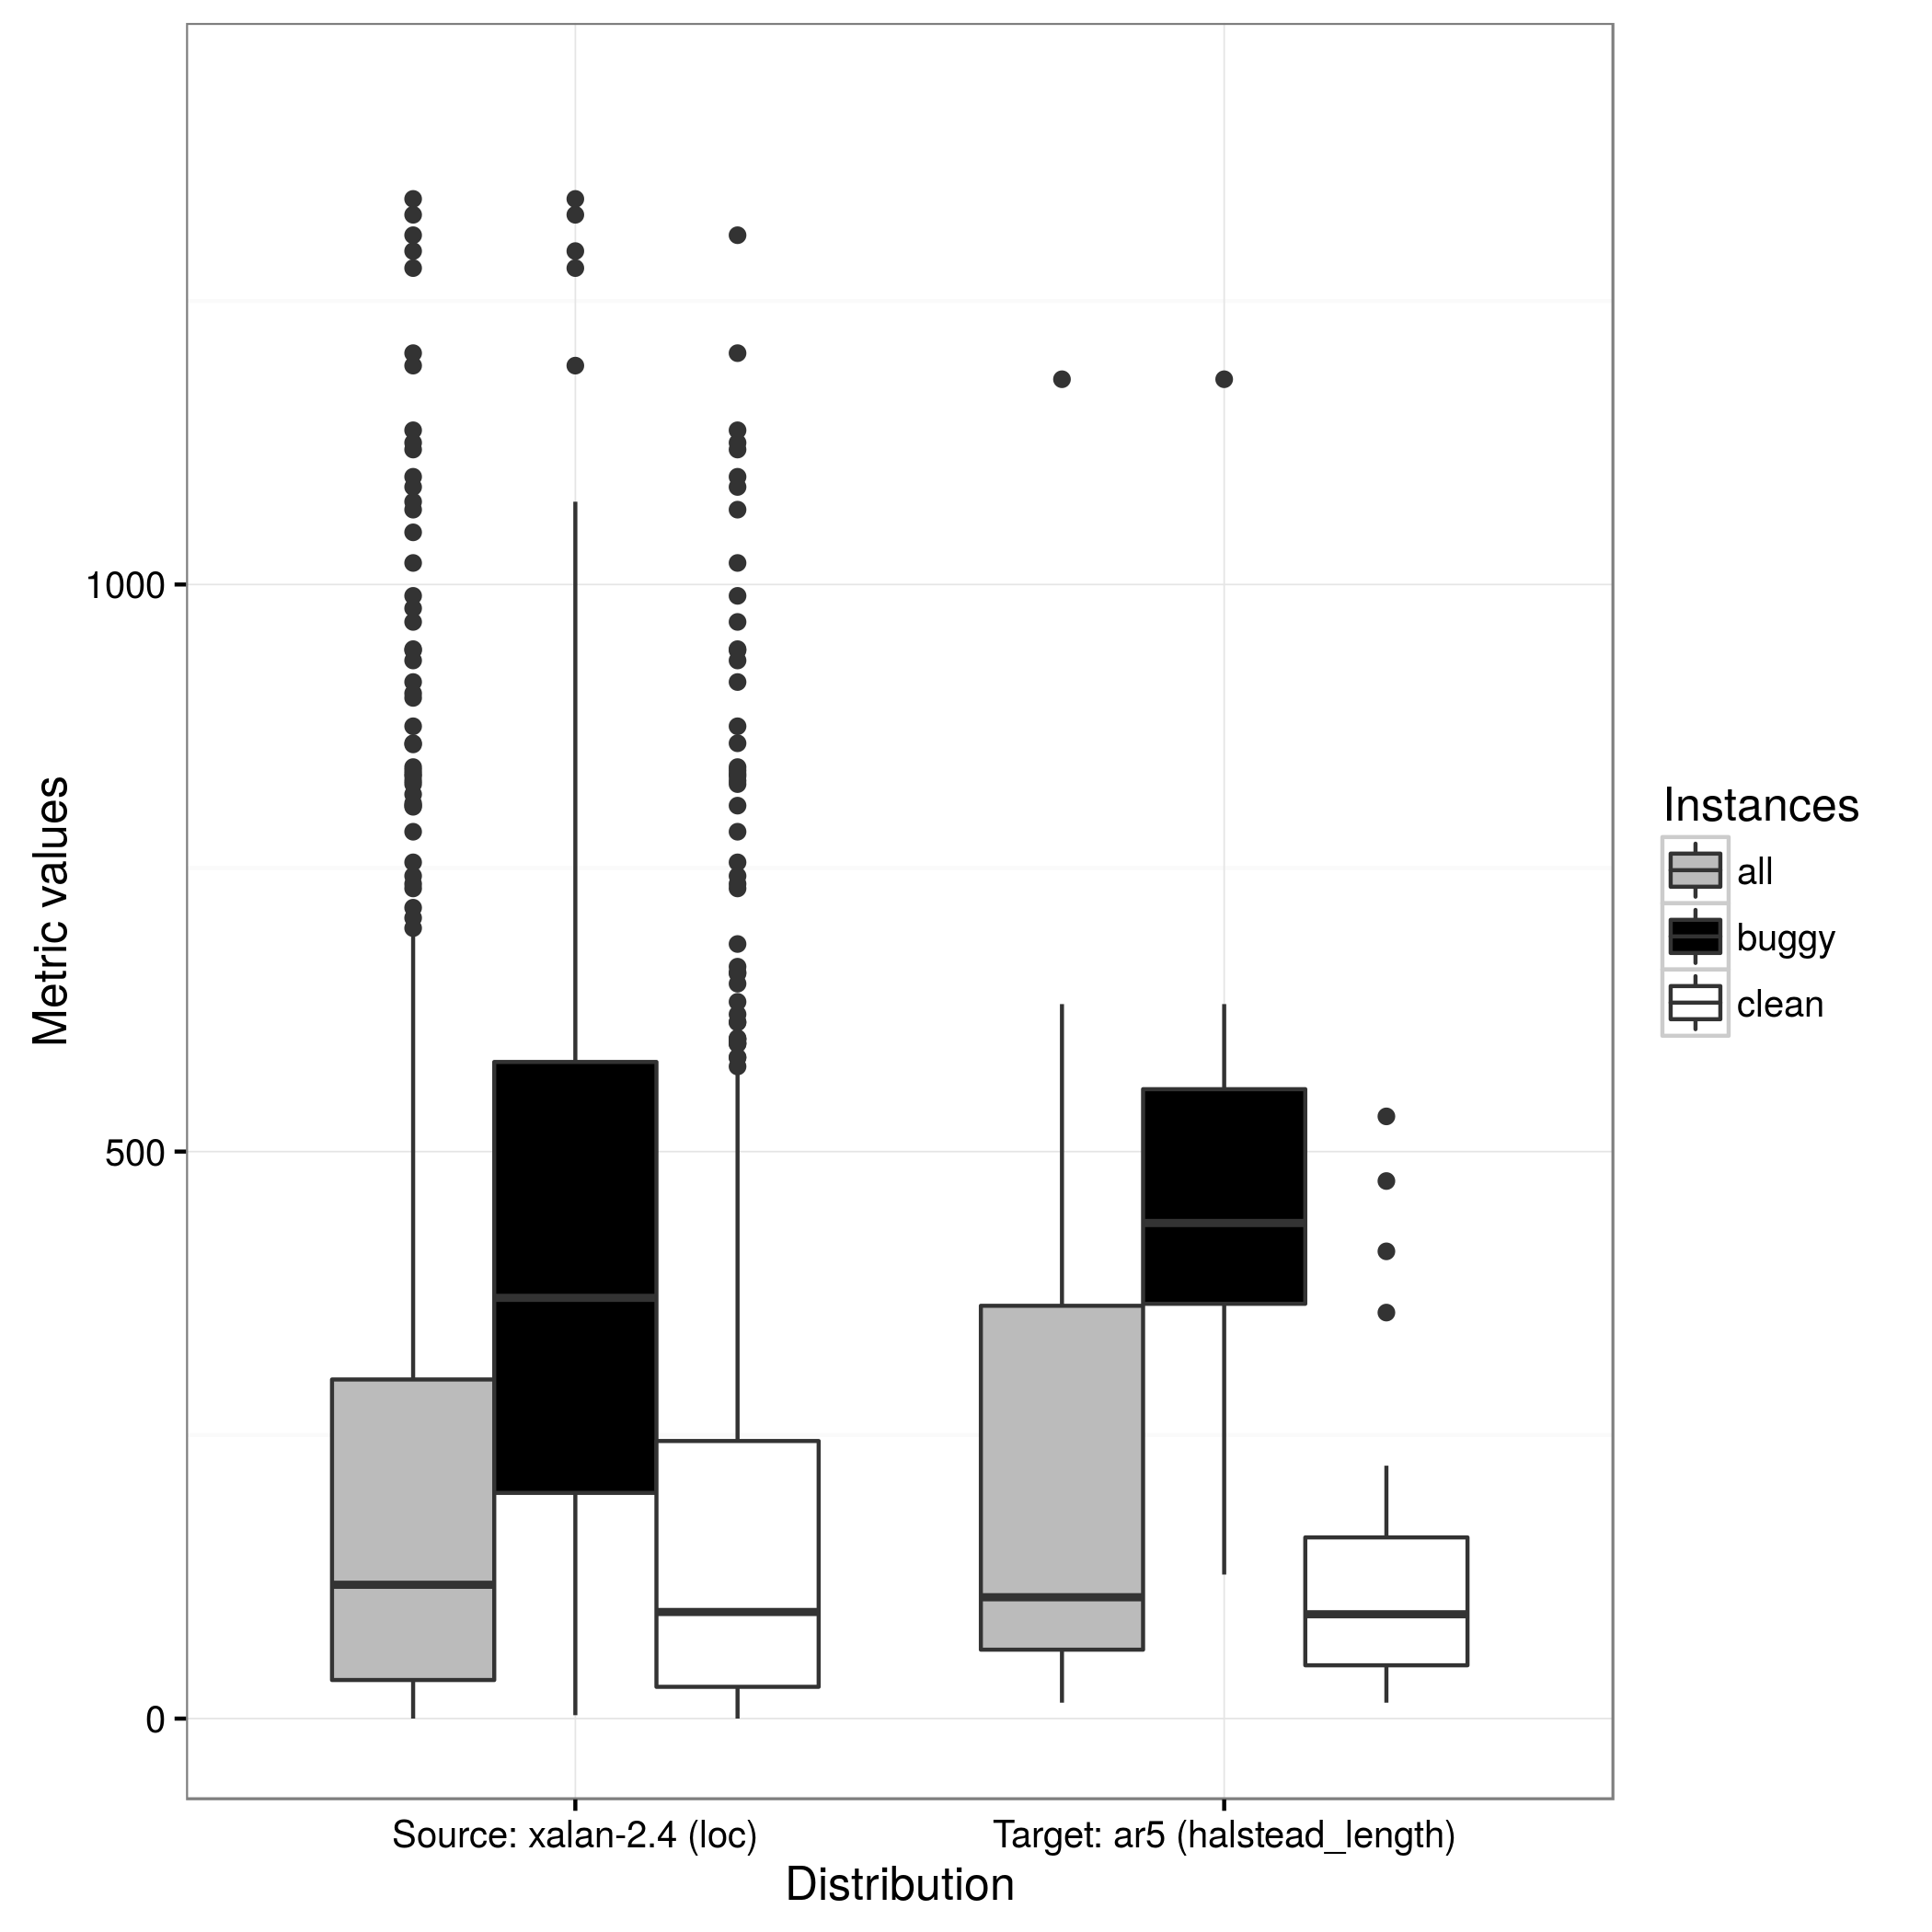 Metric values
1000
500
0
Source: xalan-2.4 (loc)
Target: ar5 (halstead_length)
Distribution
Instances
all
buggy
clean